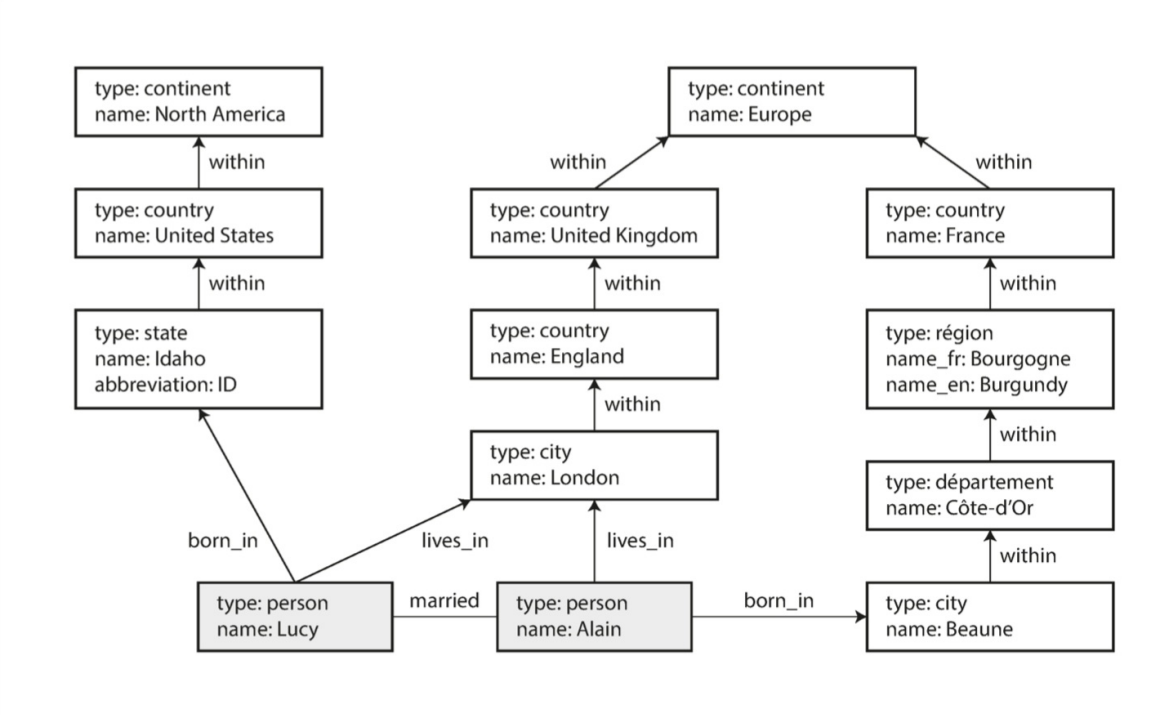 type: continent
name: North America
type: continent
name: Europe
within
within
within
type: country
name: United States
type: country
name: United Kingdom
type: country
name: France
within
within
within
type: state
name: Idaho
abbreviation: ID
type: country
name: England
type: région
name_fr: Bourgogne
name_en: Burgundy
within
within
type: city
name: London
type: département
name: Côte-d’Or
born_in
lives_in
lives_in
within
type: person
name: Lucy
married
type: person
name: Alain
born_in
type: city
name: Beaune